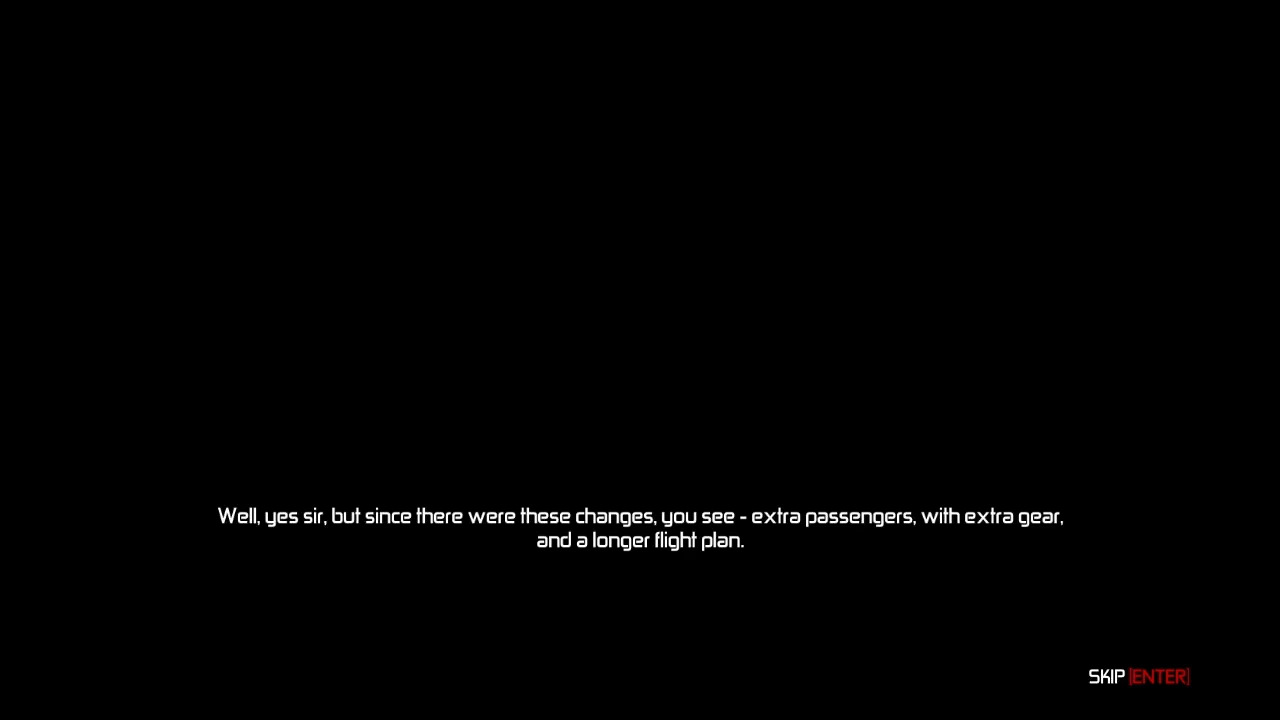 Well, yes sir, but since there were these changes, you see - extra passengers, with extra gear,
and a longer flight plan.
SKIP [ENTER]